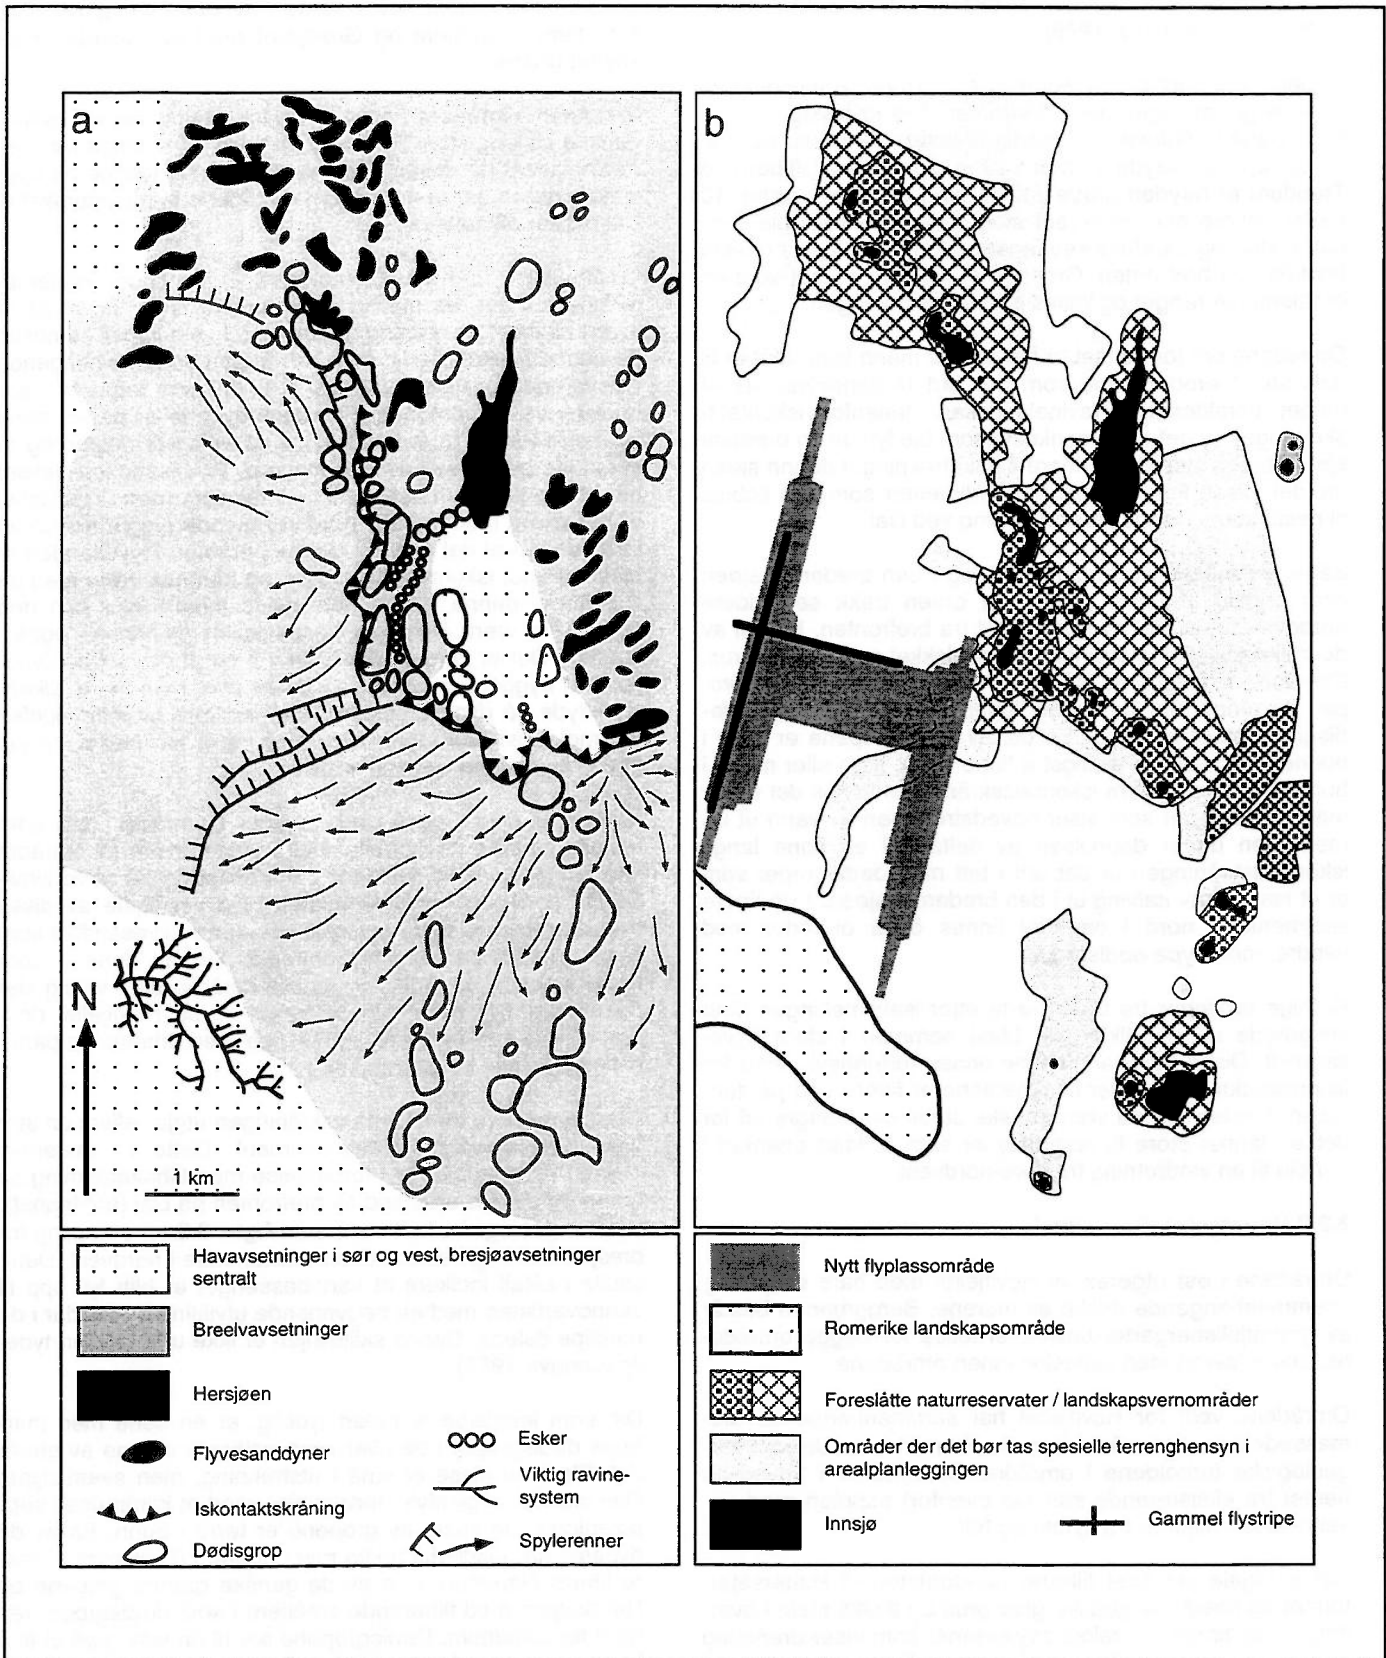 a
N
1 km
Havavsetninger i sør og vest, bresjøavsetninger
sentralt
Breelvavsetninger
Hersjøen
Flyvesanddyner
Iskontaktskråning
Dødisgrop
Esker
Viktig ravine-
system
Spylerenner
b
Nytt flyplassområde
Romerike landskapsområde
Foreslåtte naturreservater / landskapsvernområder
Områder der det bør tas spesielle terrenghensyn i
arealplanleggingen
Innsjø
Gammel flystripe